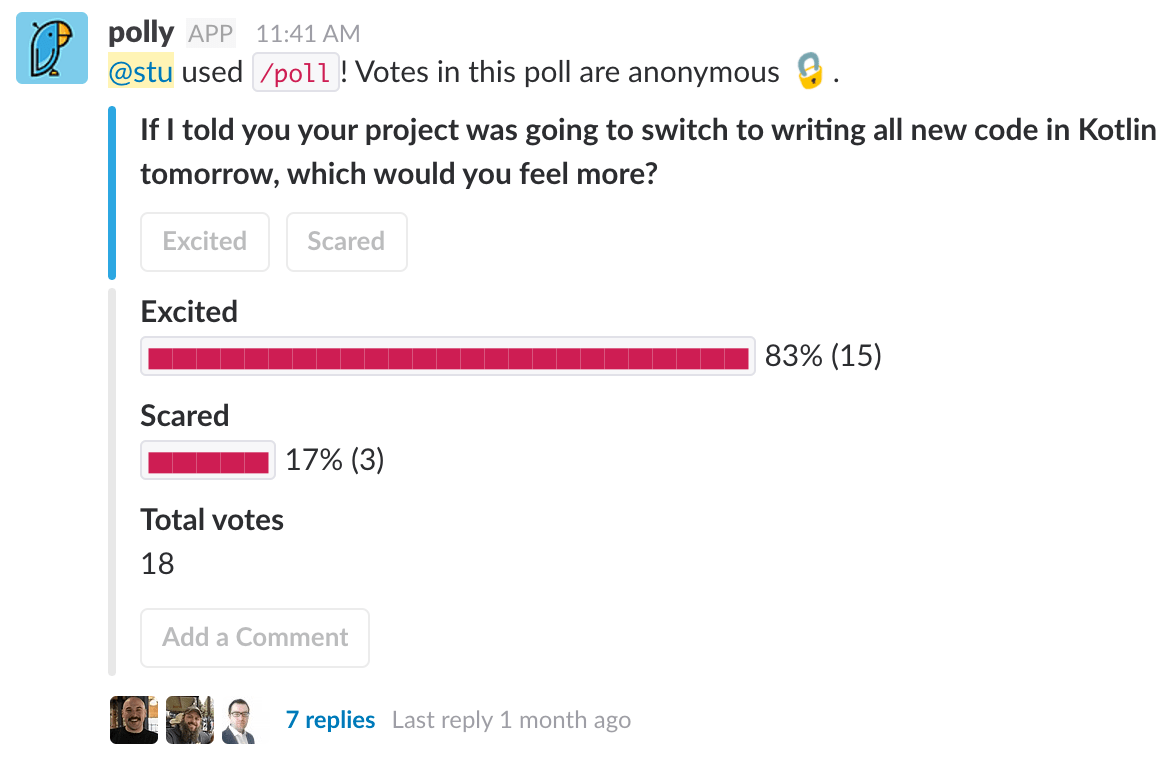 polly APP 11:41 AM
@stu used /poll! Votes in this poll are anonymous 🔒.
If I told you your project was going to switch to writing all new code in Kotlin
tomorrow, which would you feel more?
Excited Scared
Excited
83% (15)
Scared
17% (3)
Total votes
18
Add a Comment
7 replies Last reply 1 month ago